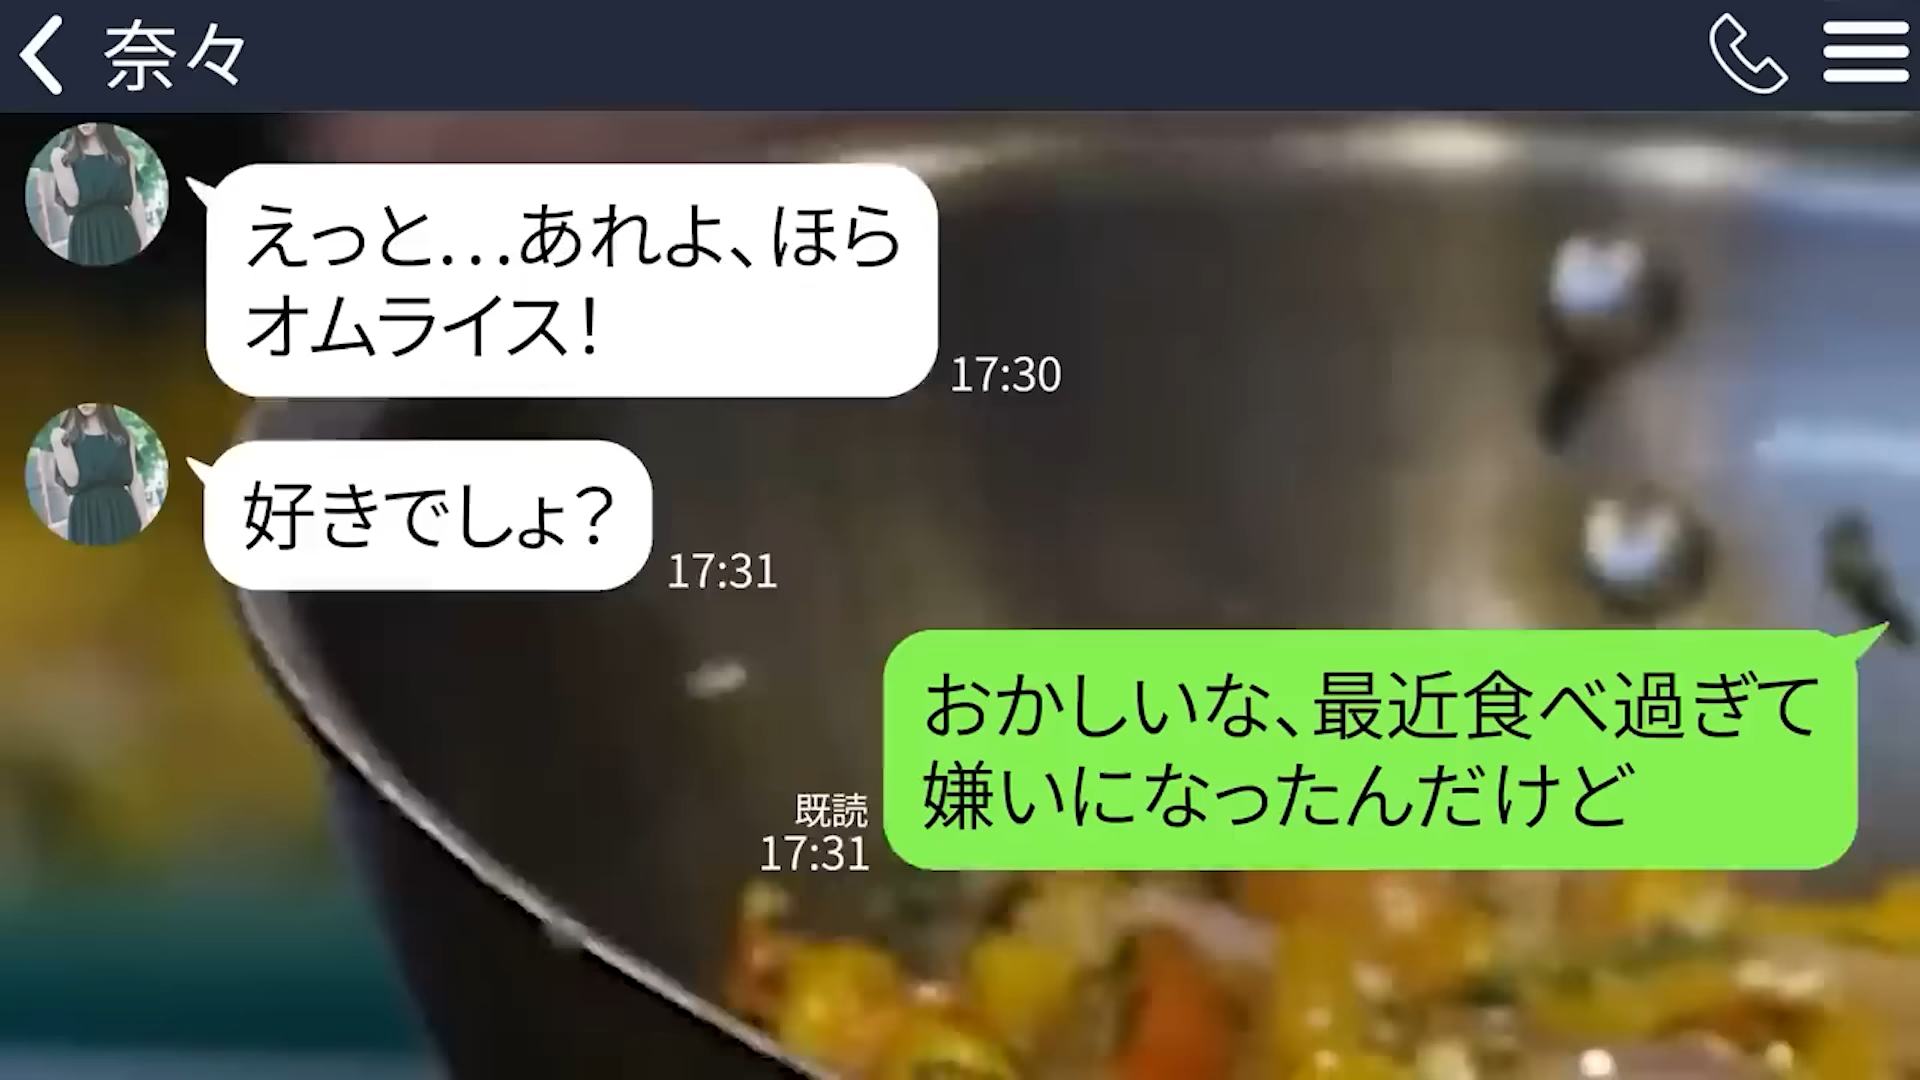 奈々
えっと…あれよ、ほら
オムライス！
17:30
好きでしょ？
17:31
おかしいな、最近食べ過ぎて
嫌いになったんだけど
既読
17:31